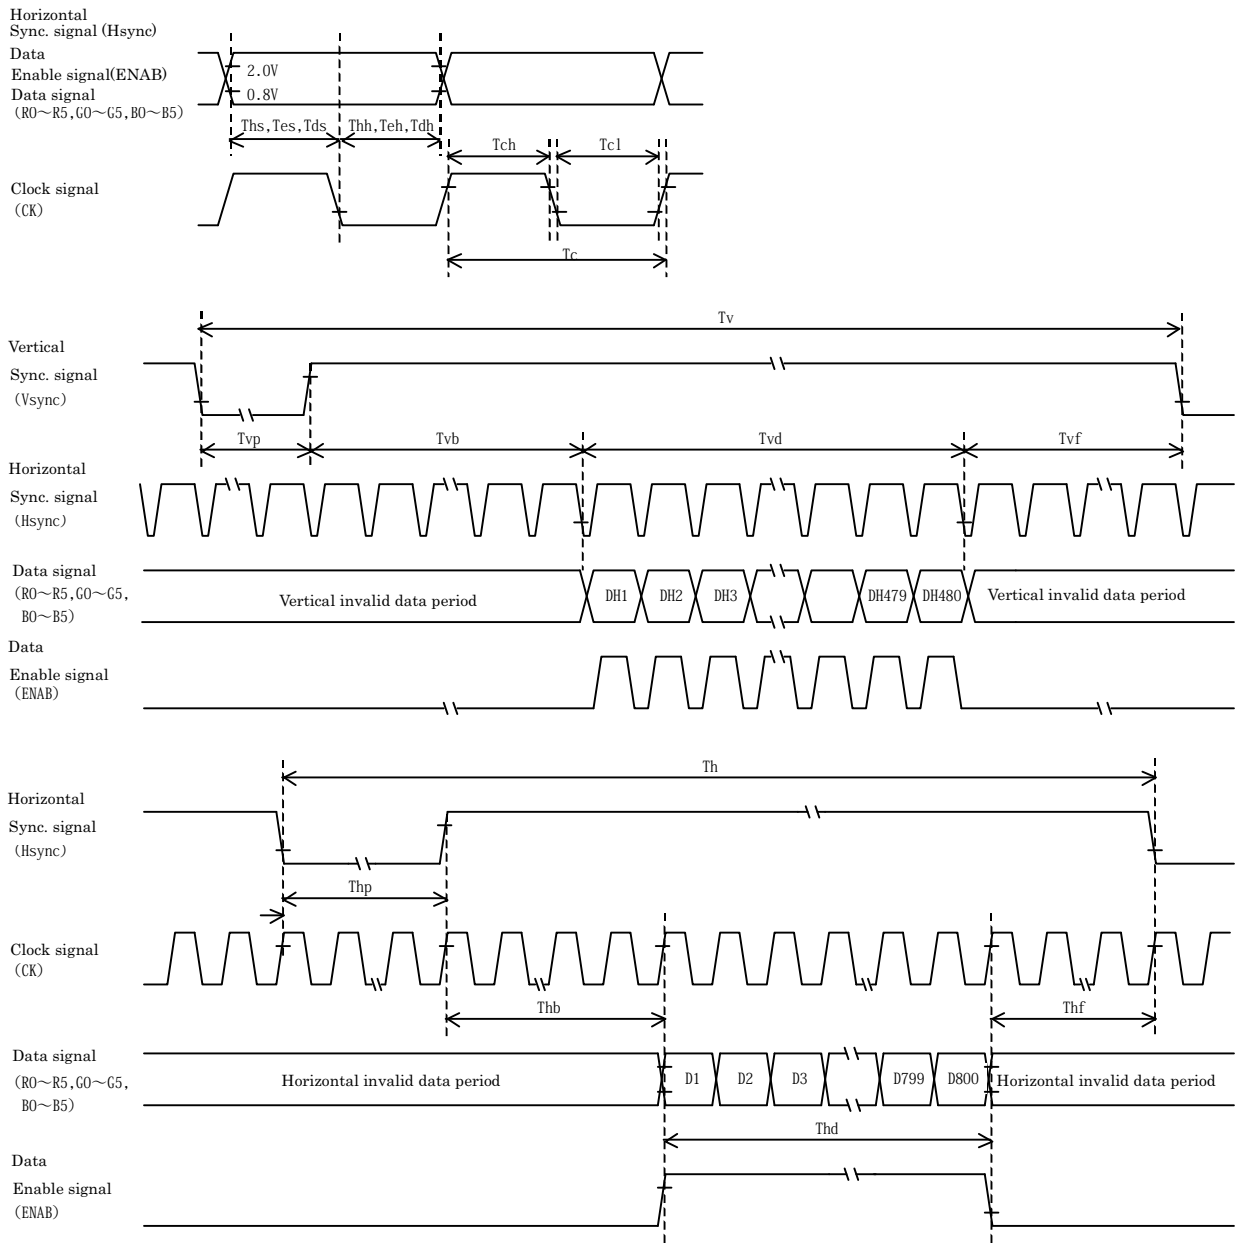 Horizontal
Sync. signal (Hsync)
Data
Enable signal(ENAB)
Data signal
(R0～R5,G0～G5,B0～B5)
2.0V
0.8V
Ths,Tes,Tds
Thh,Teh,Tdh
Tch
Tcl
Clock signal
(CK)
Tc
Tv
Vertical
Sync. signal
(Vsync)
Tvp
Tvb
Tvd
Tvf
Horizontal
Sync. signal
(Hsync)
Data signal
(R0～R5,G0～G5,
B0～B5)
Vertical invalid data period
DH1
DH2
DH3
DH479
DH480
Vertical invalid data period
Data
Enable signal
(ENAB)
Th
Horizontal
Sync. signal
(Hsync)
Thp
Clock signal
(CK)
Thb
Thf
Data signal
(R0～R5,G0～G5,
B0～B5)
Horizontal invalid data period
D1
D2
D3
D799
D800
Horizontal invalid data period
Thd
Data
Enable signal
(ENAB)